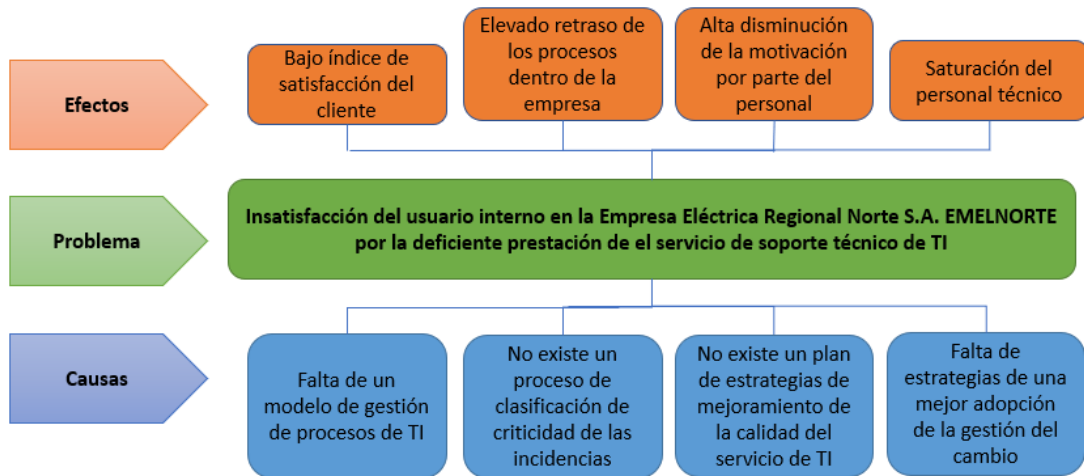 Efectos
Bajo índice de
satisfacción del
cliente
Elevado retraso de
los procesos
dentro de la
empresa
Alta disminución
de la motivación
por parte del
personal
Saturación del
personal técnico
Problema
Insatisfacción del usuario interno en la Empresa Eléctrica Regional Norte S.A. EMELNORTE
por la deficiente prestación de el servicio de soporte técnico de TI
Causas
Falta de un
modelo de gestión
de procesos de TI
No existe un
proceso de
clasificación de
criticidad de las
incidencias
No existe un plan
de estrategias de
mejoramiento de
la calidad del
servicio de TI
Falta de
estrategias de una
mejor adopción
de la gestión del
cambio